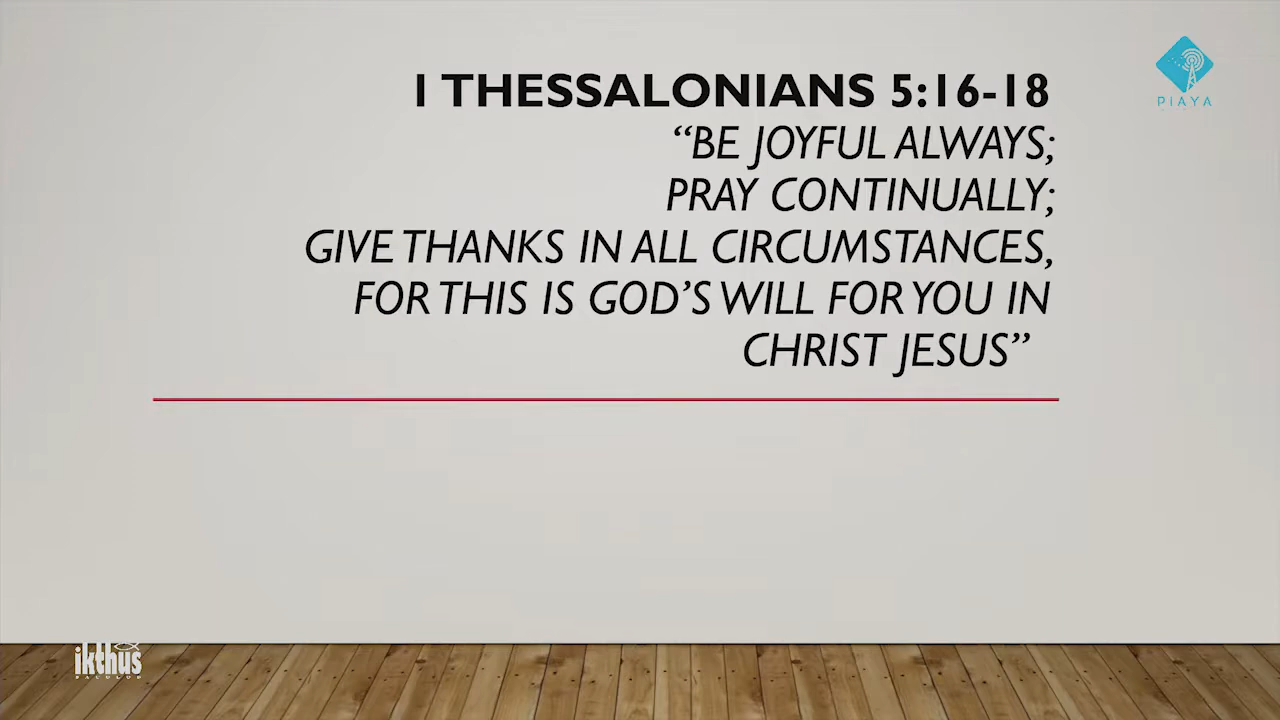 I THESSALONIANS 5:16-18
“BE JOYFUL ALWAYS;
PRAY CONTINUALLY;
GIVE THANKS IN ALL CIRCUMSTANCES,
FOR THIS IS GOD’S WILL FOR YOU IN
CHRIST JESUS”
PIAYA
ikthus
BACOLOD